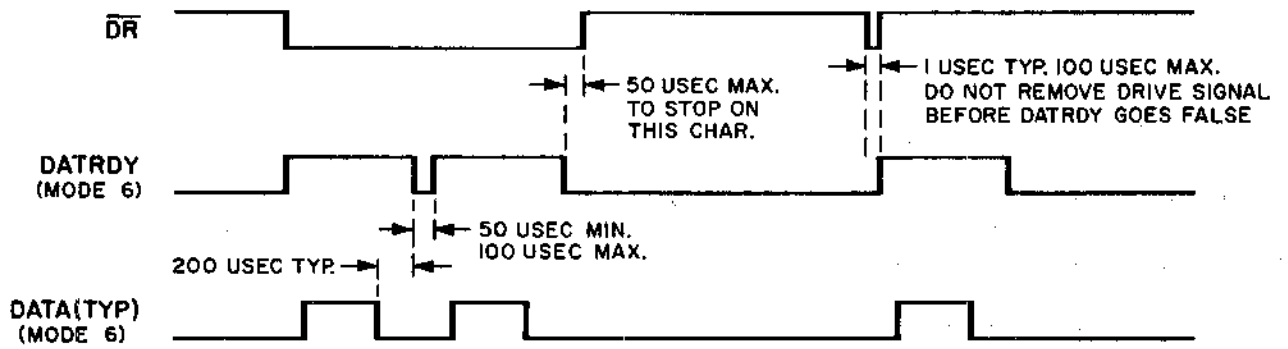 DR
50 USEC MAX.
TO STOP ON
THIS CHAR.
1 USEC TYP. 100 USEC MAX.
DO NOT REMOVE DRIVE SIGNAL
BEFORE DATRDY GOES FALSE
DATRDY
(MODE 6)
50 USEC MIN.
100 USEC MAX.
200 USEC TYP.
DATA(TYP)
(MODE 6)